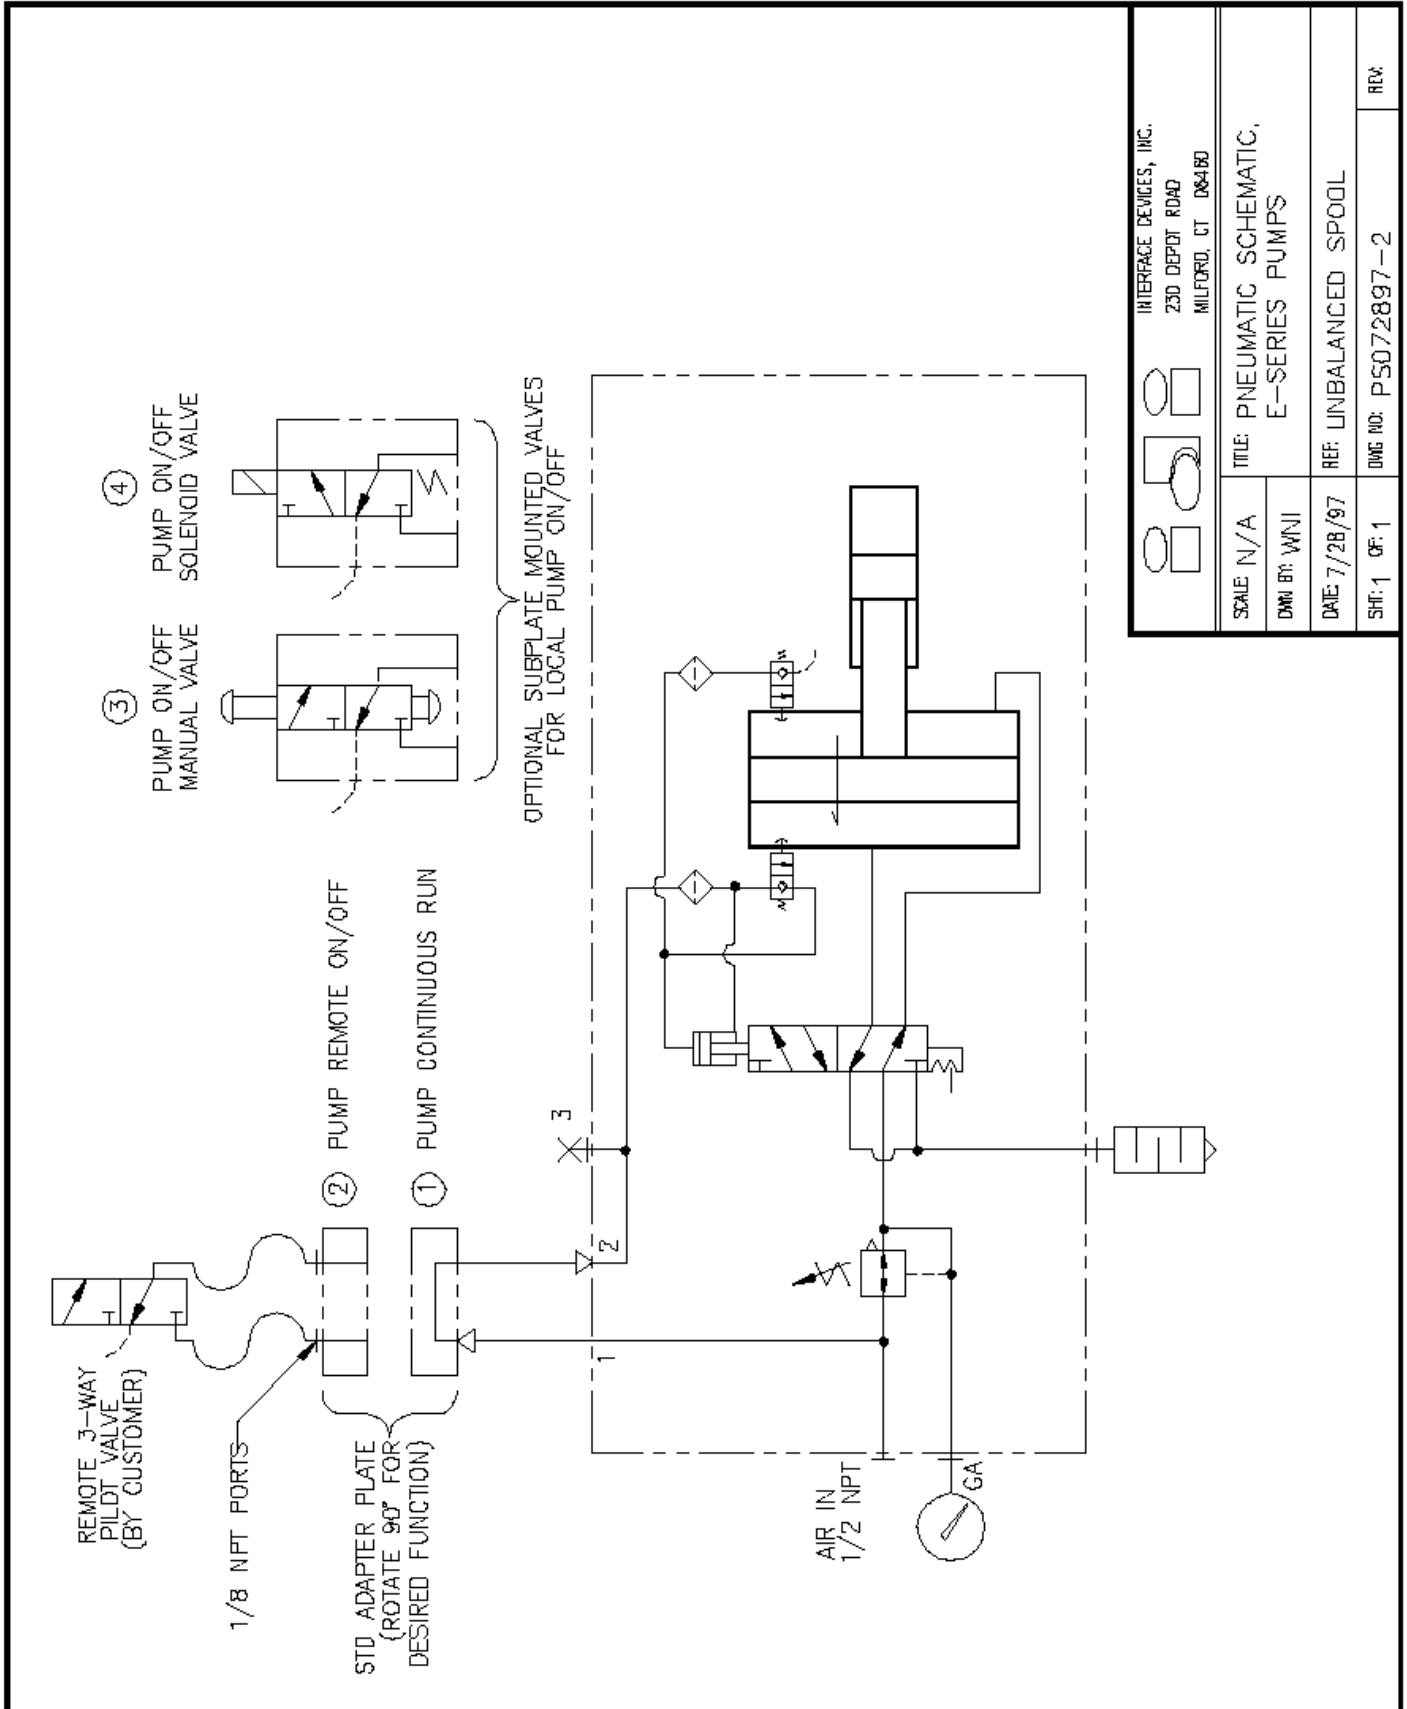 REMOTE 3-WAY
PILOT VALVE
(BY CUSTOMER)
1/8 NPT PORTS
STD ADAPTER PLATE
(ROTATE 90° FOR
DESIRED FUNCTION)
2 PUMP REMOTE ON/OFF
1 PUMP CONTINUOUS RUN
3
PUMP ON/OFF
MANUAL VALVE
4
PUMP ON/OFF
SOLENOID VALVE
OPTIONAL SUBPLATE MOUNTED VALVES
FOR LOCAL PUMP ON/OFF
3
2
1
AIR IN
1/2 NPT
GA
INTERFACE DEVICES, INC.
230 DEPOT ROAD
MILFORD, CT 06460
SCALE: N/A
TITLE: PNEUMATIC SCHEMATIC,
E-SERIES PUMPS
DWN BY: WNI
DATE: 7/28/97
REF: UNBALANCED SPOOL
SHT: 1 OF: 1
DWG NO: PS072897-2
REV: